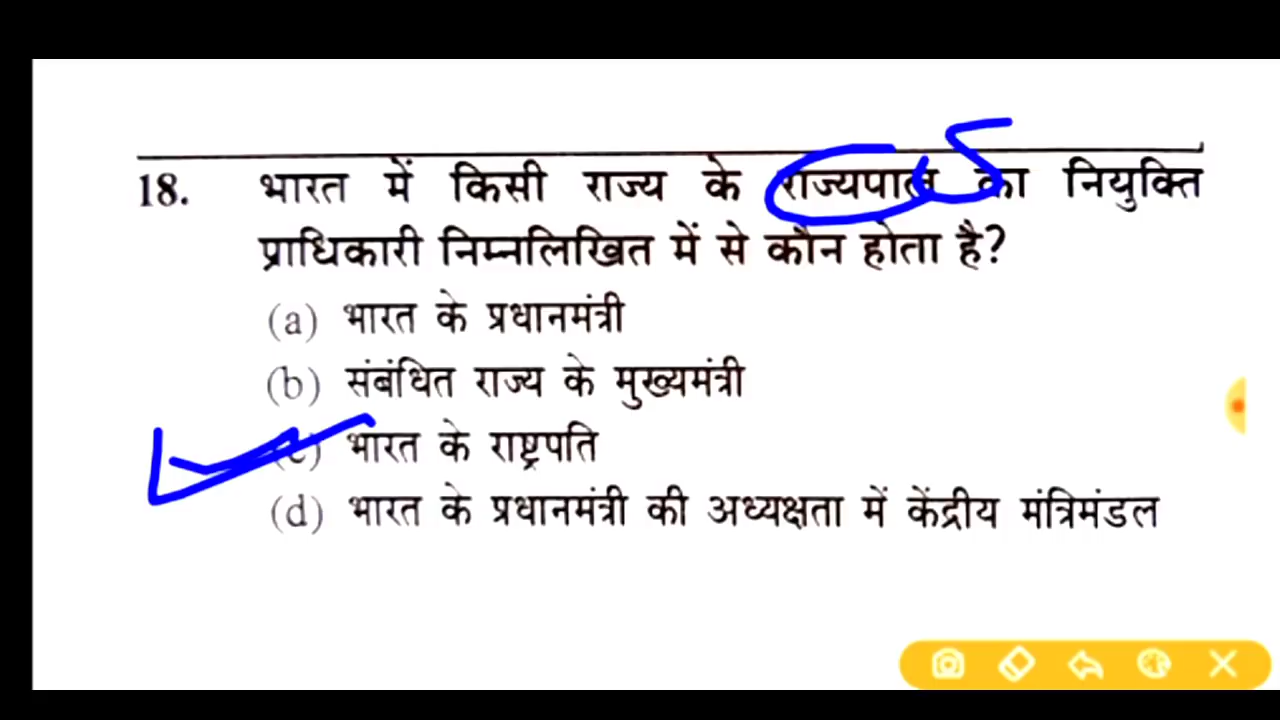 18. भारत में किसी राज्य के राज्यपाल का नियुक्ति
प्राधिकारी निम्नलिखित में से कौन होता है?
(a) भारत के प्रधानमंत्री
(b) संबंधित राज्य के मुख्यमंत्री
(c) भारत के राष्ट्रपति
(d) भारत के प्रधानमंत्री की अध्यक्षता में केंद्रीय मंत्रिमंडल